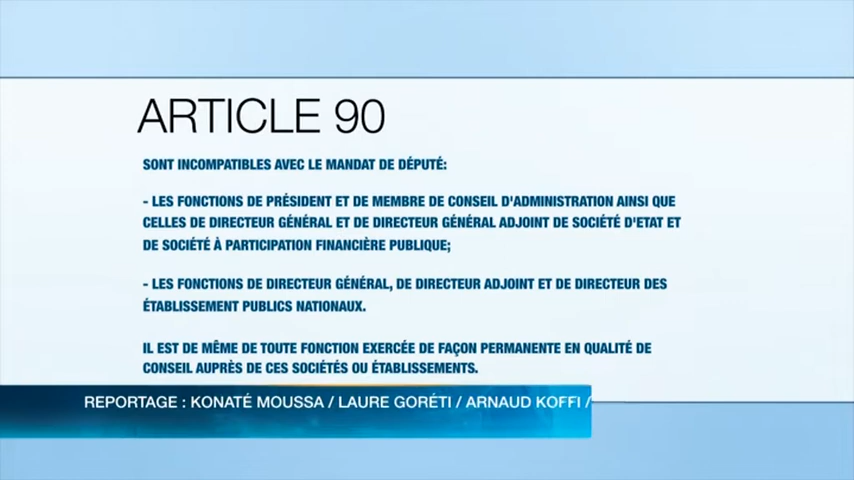 ARTICLE 90
SONT INCOMPATIBLES AVEC LE MANDAT DE DÉPUTÉ:
- LES FONCTIONS DE PRÉSIDENT ET DE MEMBRE DE CONSEIL D'ADMINISTRATION AINSI QUE
CELLES DE DIRECTEUR GÉNÉRAL ET DE DIRECTEUR GÉNÉRAL ADJOINT DE SOCIÉTÉ D'ETAT ET
DE SOCIÉTÉ À PARTICIPATION FINANCIÈRE PUBLIQUE;
- LES FONCTIONS DE DIRECTEUR GÉNÉRAL, DE DIRECTEUR ADJOINT ET DE DIRECTEUR DES
ÉTABLISSEMENT PUBLICS NATIONAUX.
IL EST DE MÊME DE TOUTE FONCTION EXERCÉE DE FAÇON PERMANENTE EN QUALITÉ DE
CONSEIL AUPRÈS DE CES SOCIÉTÉS OU ÉTABLISSEMENTS.
REPORTAGE : KONATÉ MOUSSA / LAURE GORÉTI / ARNAUD KOFFI /